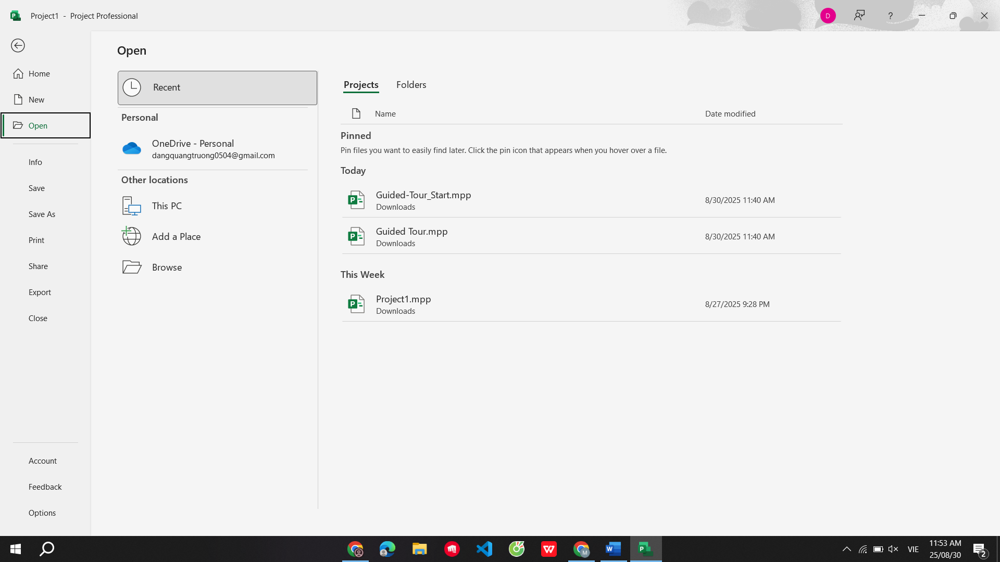 Project1 - Project Professional
D
?
Open
Home
New
Open
Info
Save
Save As
Print
Share
Export
Close
Account
Feedback
Options
Recent
Personal
OneDrive - Personal
dangquangtruong0504@gmail.com
Other locations
This PC
Add a Place
Browse
Projects Folders
Name Date modified
Pinned
Pin files you want to easily find later. Click the pin icon that appears when you hover over a file.
Today
Guided-Tour_Start.mpp
Downloads
8/30/2025 11:40 AM
Guided Tour.mpp
Downloads
8/30/2025 11:40 AM
This Week
Project1.mpp
Downloads
8/27/2025 9:28 PM
VIE
11:53 AM
25/08/30
2